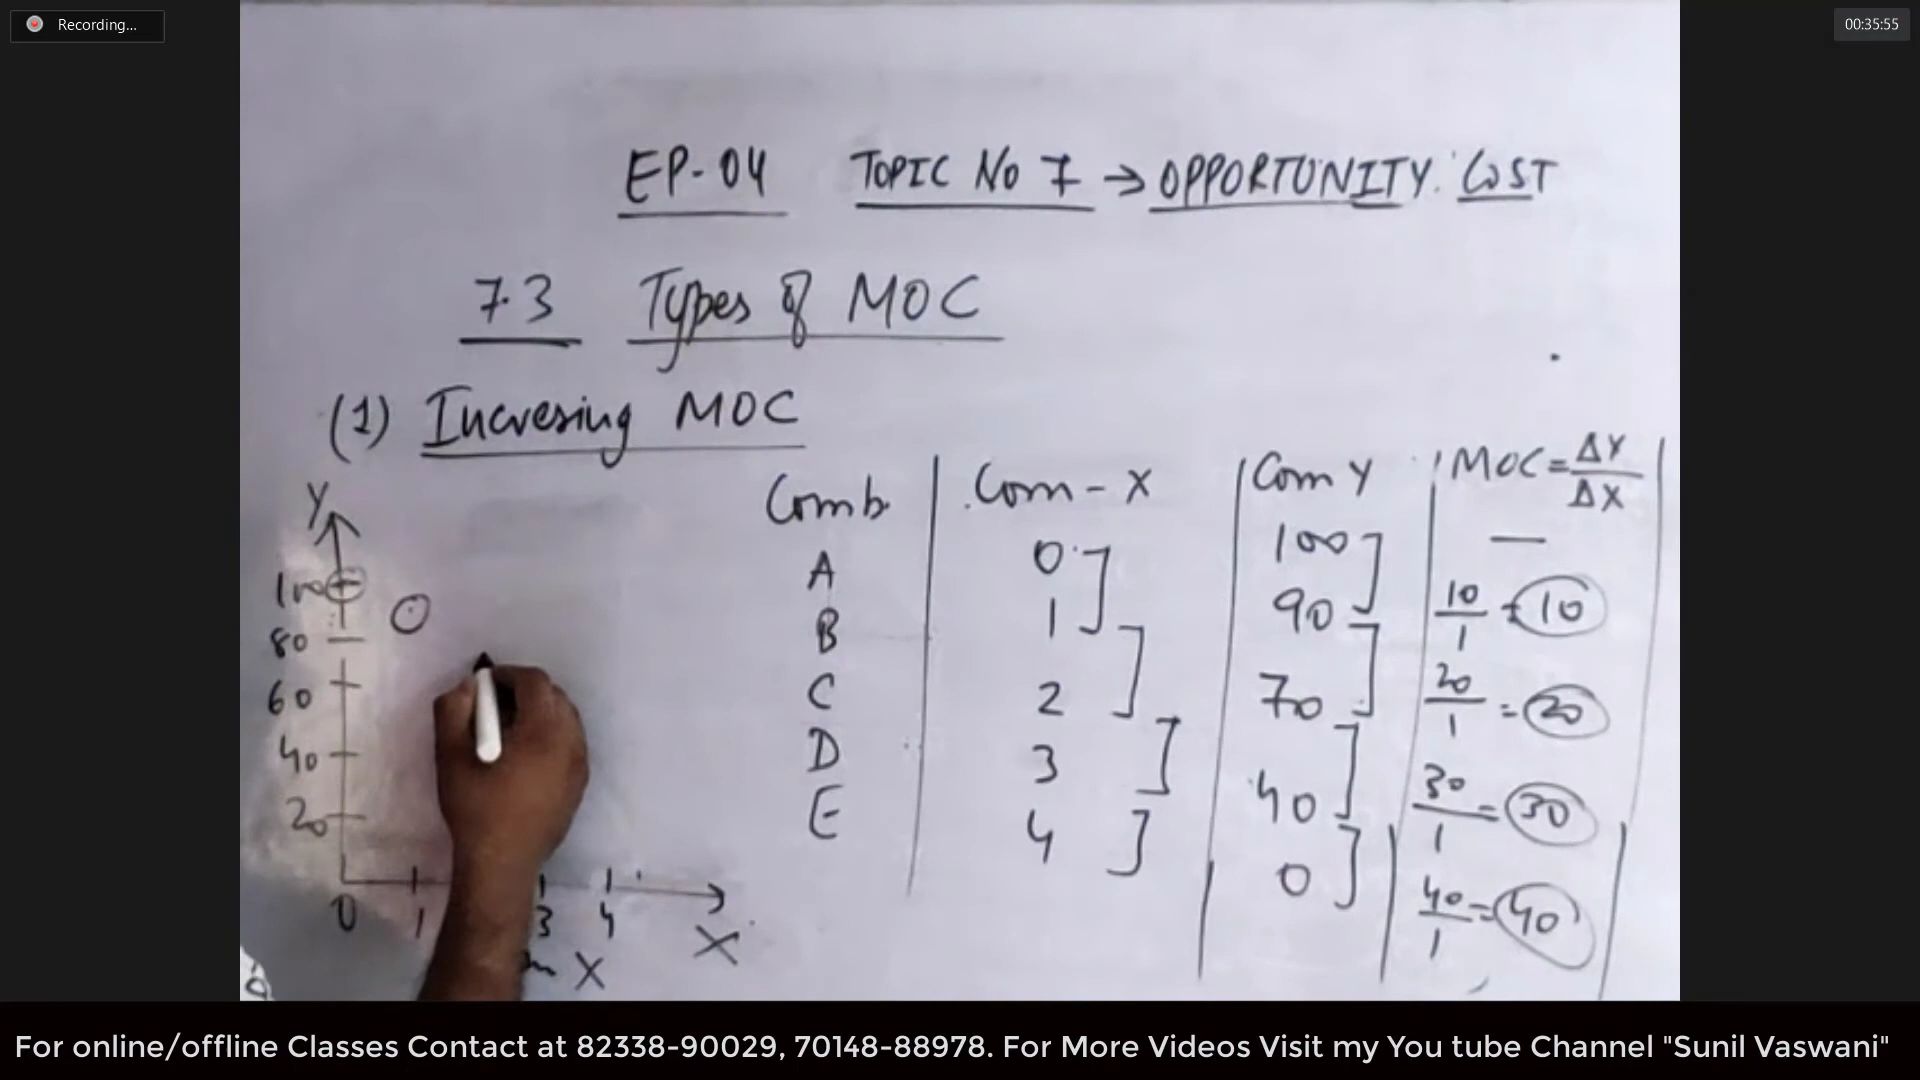 Recording...
00:35:55
EP-04 TOPIC No 7 → OPPORTUNITY COST
7.3 Types of MOC
(1) Incresing MOC
Comb. Com-X Com Y MOC = ΔY/ΔX
A 0 100 —
B 1 90 10/1 = 10
C 2 70 20/1 = 20
D 3 40 30/1 = 30
E 4 0 40/1 = 40
Y
100
80
60
40
20
0 1 3 4 X
X
For online/offline Classes Contact at 82338-90029, 70148-88978. For More Videos Visit my You tube Channel "Sunil Vaswani"